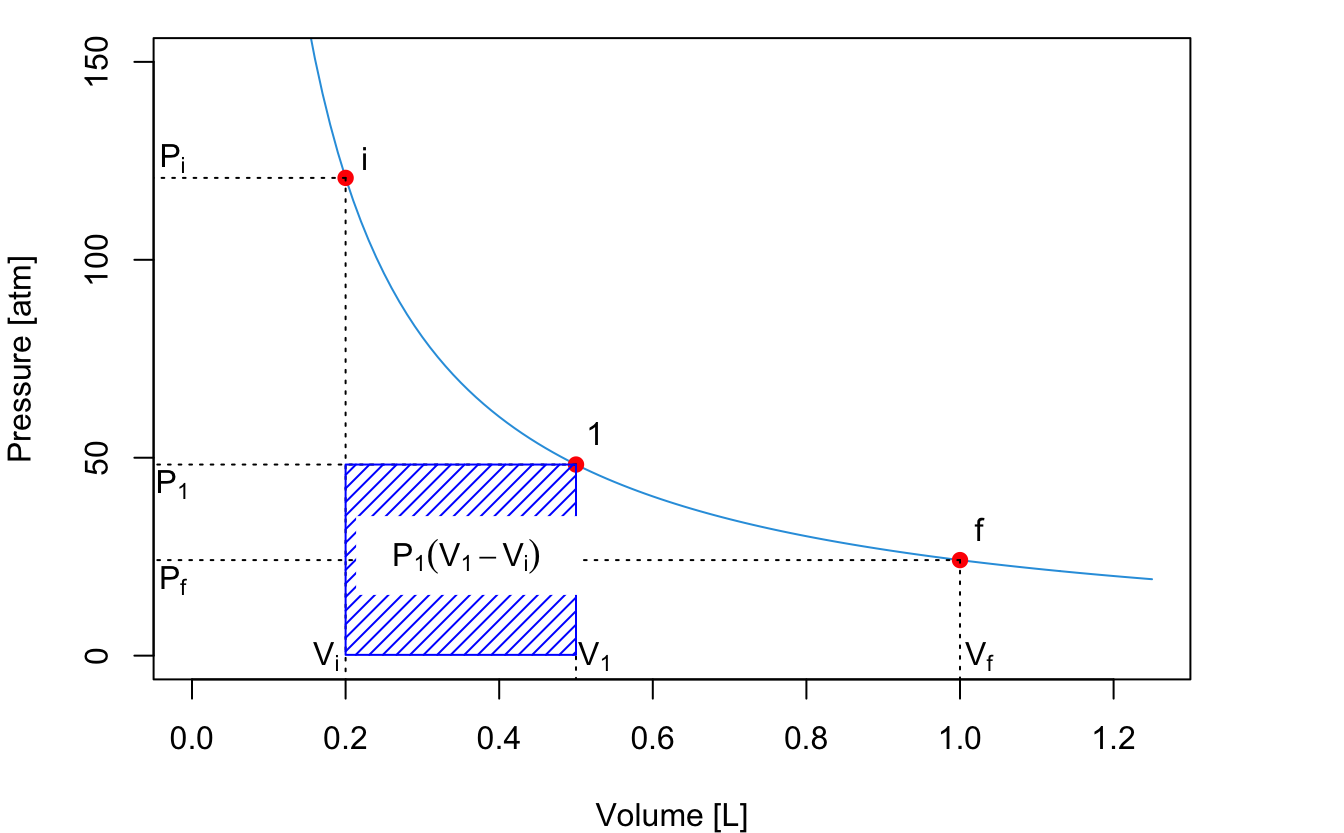 Pressure [atm]
150
100
50
0
Pᵢ
i
P₁
1
P₁(V₁ – Vᵢ)
f
P_f
Vᵢ
V₁
V_f
0.0 0.2 0.4 0.6 0.8 1.0 1.2
Volume [L]